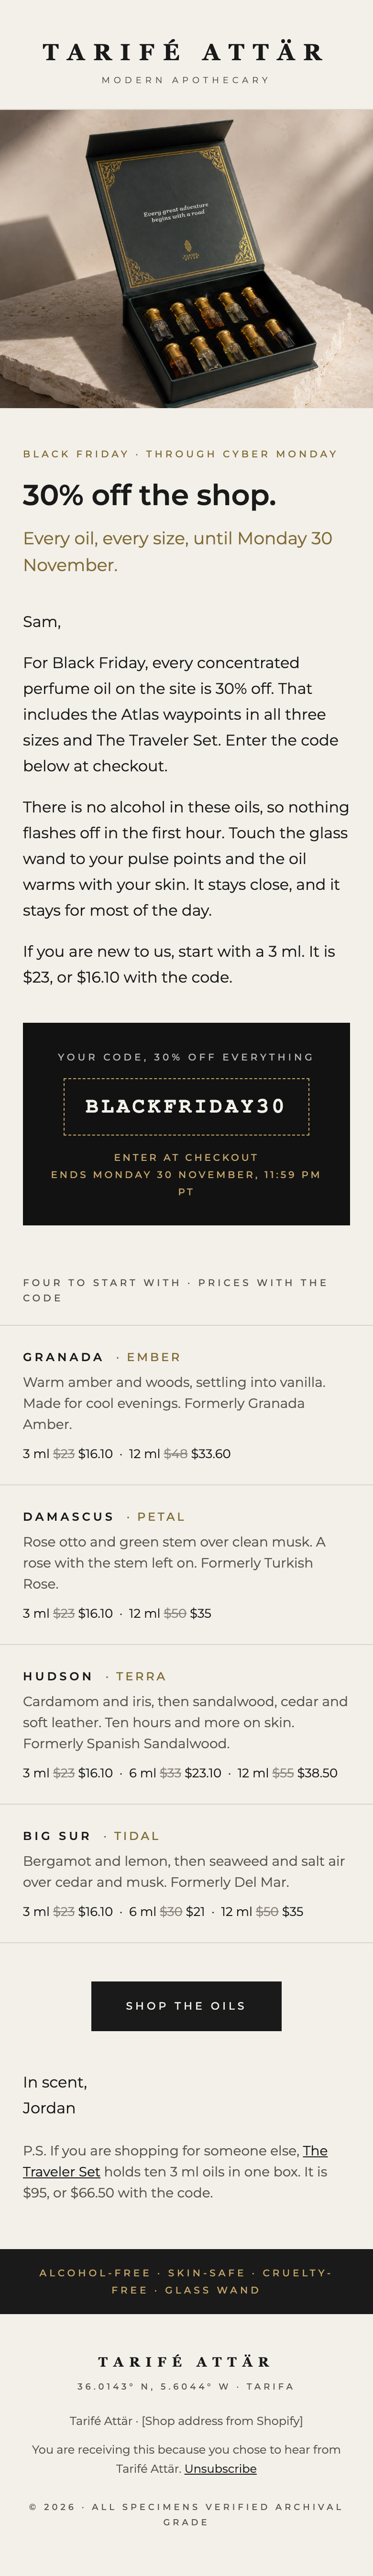 TARIFÉ ATTÄR
MODERN APOTHECARY
Every great adventure
begins with a road
BLACK FRIDAY · THROUGH CYBER MONDAY
30% off the shop.
Every oil, every size, until Monday 30
November.
Sam,
For Black Friday, every concentrated
perfume oil on the site is 30% off. That
includes the Atlas waypoints in all three
sizes and The Traveler Set. Enter the code
below at checkout.
There is no alcohol in these oils, so nothing
flashes off in the first hour. Touch the glass
wand to your pulse points and the oil
warms with your skin. It stays close, and it
stays for most of the day.
If you are new to us, start with a 3 ml. It is
$23, or $16.10 with the code.
YOUR CODE, 30% OFF EVERYTHING
BLACKFRIDAY30
ENTER AT CHECKOUT
ENDS MONDAY 30 NOVEMBER, 11:59 PM
PT
FOUR TO START WITH · PRICES WITH THE
CODE
GRANADA · EMBER
Warm amber and woods, settling into vanilla.
Made for cool evenings. Formerly Granada
Amber.
3 ml $23 $16.10 · 12 ml $48 $33.60
DAMASCUS · PETAL
Rose otto and green stem over clean musk. A
rose with the stem left on. Formerly Turkish
Rose.
3 ml $23 $16.10 · 12 ml $50 $35
HUDSON · TERRA
Cardamom and iris, then sandalwood, cedar and
soft leather. Ten hours and more on skin.
Formerly Spanish Sandalwood.
3 ml $23 $16.10 · 6 ml $33 $23.10 · 12 ml $55 $38.50
BIG SUR · TIDAL
Bergamot and lemon, then seaweed and salt air
over cedar and musk. Formerly Del Mar.
3 ml $23 $16.10 · 6 ml $30 $21 · 12 ml $50 $35
SHOP THE OILS
In scent,
Jordan
P.S. If you are shopping for someone else, The
Traveler Set holds ten 3 ml oils in one box. It is
$95, or $66.50 with the code.
ALCOHOL-FREE · SKIN-SAFE · CRUELTY-
FREE · GLASS WAND
TARIFÉ ATTÄR
36.0143° N, 5.6044° W · TARIFA
Tarifé Attär · [Shop address from Shopify]
You are receiving this because you chose to hear from
Tarifé Attär. Unsubscribe
© 2026 · ALL SPECIMENS VERIFIED ARCHIVAL
GRADE